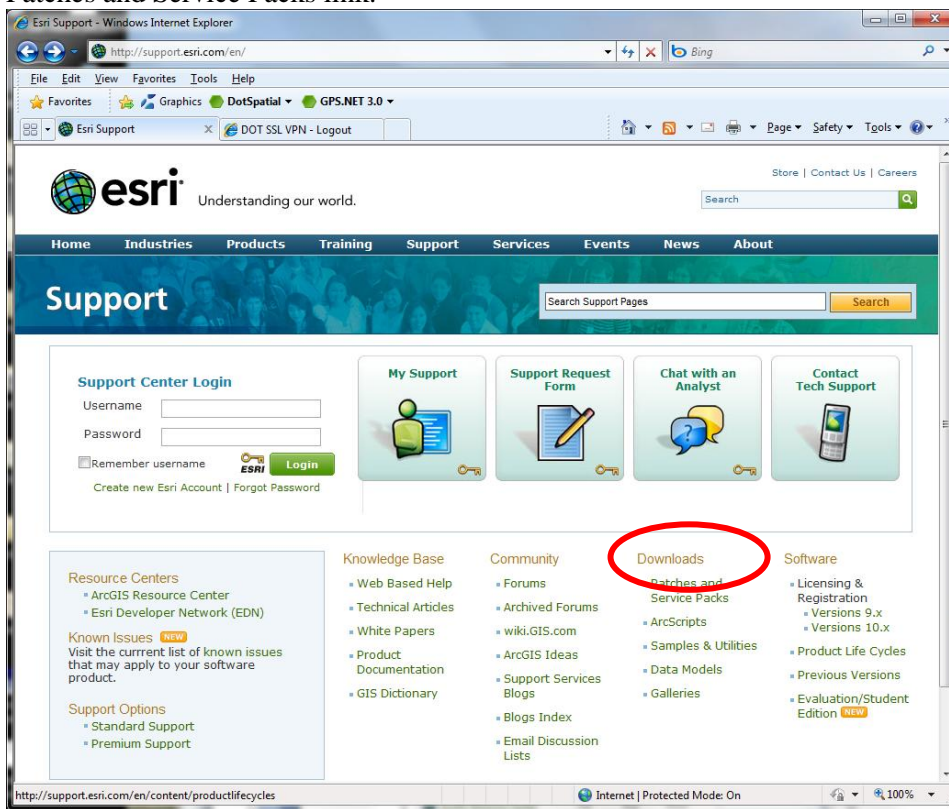 Patches and Service Packs link.
Esri Support - Windows Internet Explorer
http://support.esri.com/en/
Bing
File Edit View Favorites Tools Help
Favorites Graphics DotSpatial GPS.NET 3.0
Esri Support DOT SSL VPN - Logout
Page Safety Tools
Store | Contact Us | Careers
esri Understanding our world.
Search
Home Industries Products Training Support Services Events News About
Support
Search Support Pages
Search
Support Center Login
Username
Password
Remember username
ESRI
Login
Create new Esri Account | Forgot Password
My Support
Support Request
Form
Chat with an
Analyst
Contact
Tech Support
Resource Centers
ArcGIS Resource Center
Esri Developer Network (EDN)
Known Issues NEW
Visit the currrent list of known issues
that may apply to your software
product.
Support Options
Standard Support
Premium Support
Knowledge Base
Web Based Help
Technical Articles
White Papers
Product
Documentation
GIS Dictionary
Community
Forums
Archived Forums
wiki.GIS.com
ArcGIS Ideas
Support Services
Blogs
Blogs Index
Email Discussion
Lists
Downloads
Patches and
Service Packs
ArcScripts
Samples & Utilities
Data Models
Galleries
Software
Licensing &
Registration
Versions 9.x
Versions 10.x
Product Life Cycles
Previous Versions
Evaluation/Student
Edition NEW
http://support.esri.com/en/content/productlifecycles
Internet | Protected Mode: On
100%